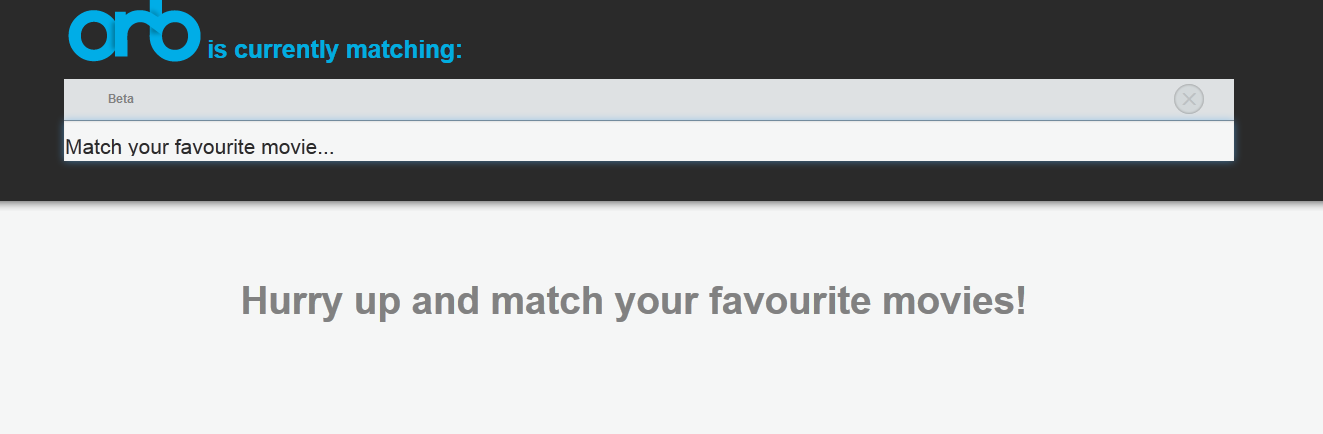 orb is currently matching:
Beta
Match your favourite movie...
Hurry up and match your favourite movies!